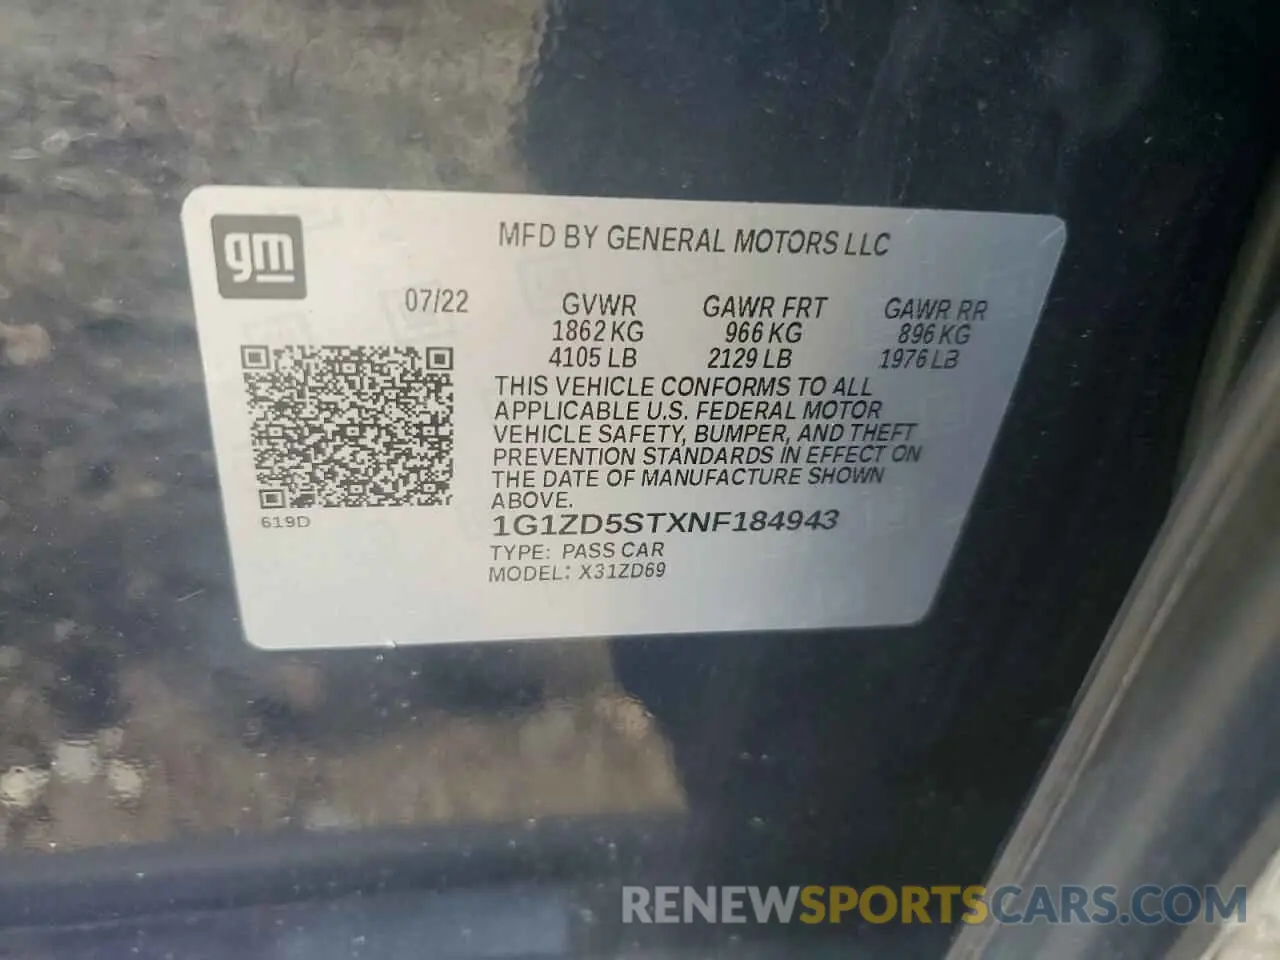 gm
MFD BY GENERAL MOTORS LLC
07/22 GVWR GAWR FRT GAWR RR
1862 KG 966 KG 896 KG
4105 LB 2129 LB 1976 LB
THIS VEHICLE CONFORMS TO ALL
APPLICABLE U.S. FEDERAL MOTOR
VEHICLE SAFETY, BUMPER, AND THEFT
PREVENTION STANDARDS IN EFFECT ON
THE DATE OF MANUFACTURE SHOWN
ABOVE.
619D
1G1ZD5STXNF184943
TYPE: PASS CAR
MODEL: X31ZD69
RENEWSPORTSCARS.COM